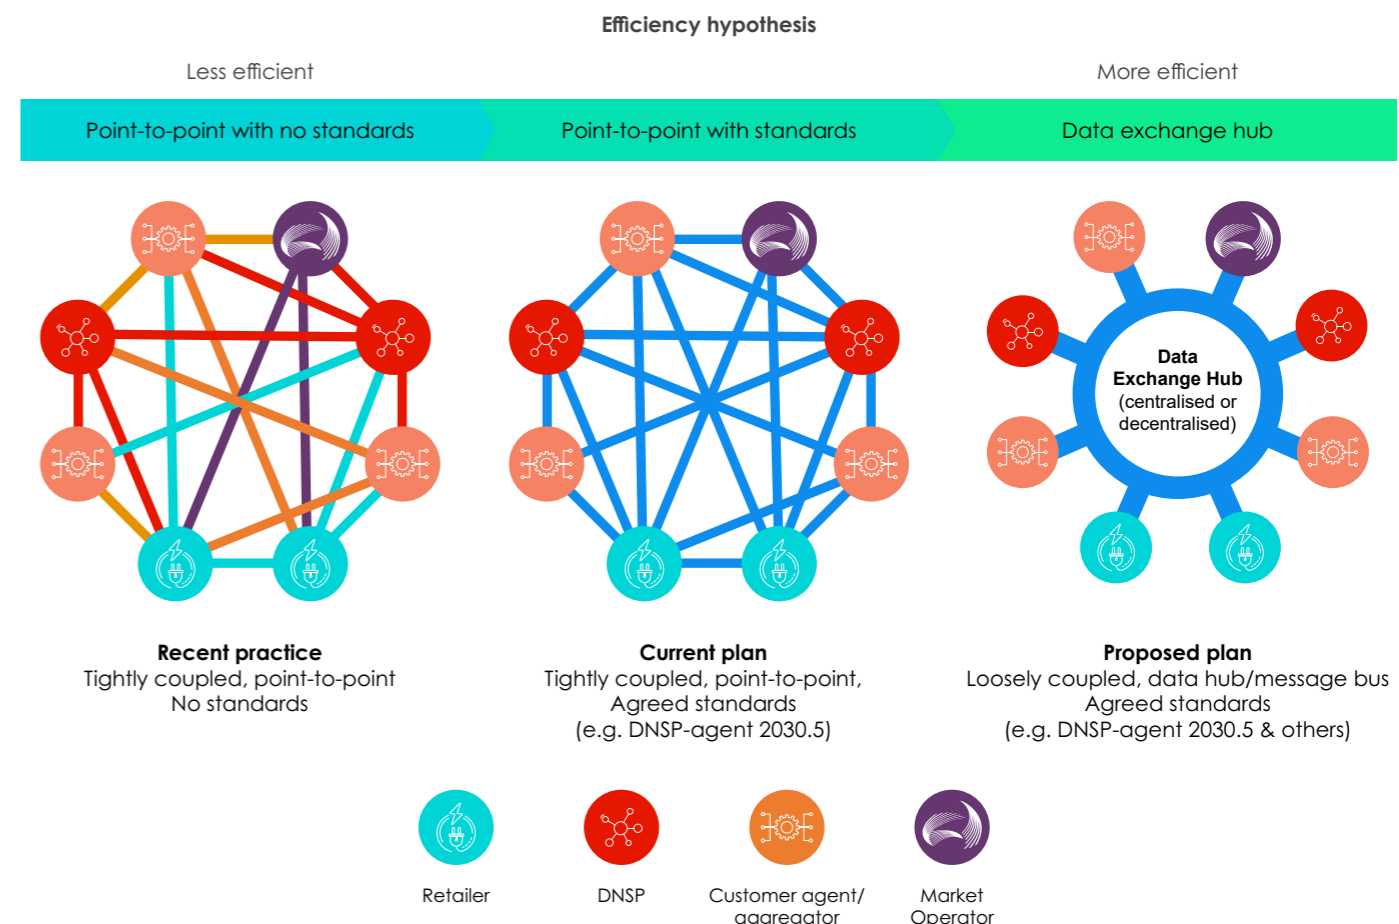 Efficiency hypothesis
Less efficient
More efficient
Point-to-point with no standards
Point-to-point with standards
Data exchange hub
Data
Exchange Hub
(centralised or
decentralised)
Recent practice
Tightly coupled, point-to-point
No standards
Current plan
Tightly coupled, point-to-point,
Agreed standards
(e.g. DNSP-agent 2030.5)
Proposed plan
Loosely coupled, data hub/message bus
Agreed standards
(e.g. DNSP-agent 2030.5 & others)
Retailer
DNSP
Customer agent/
aggregator
Market
Operator